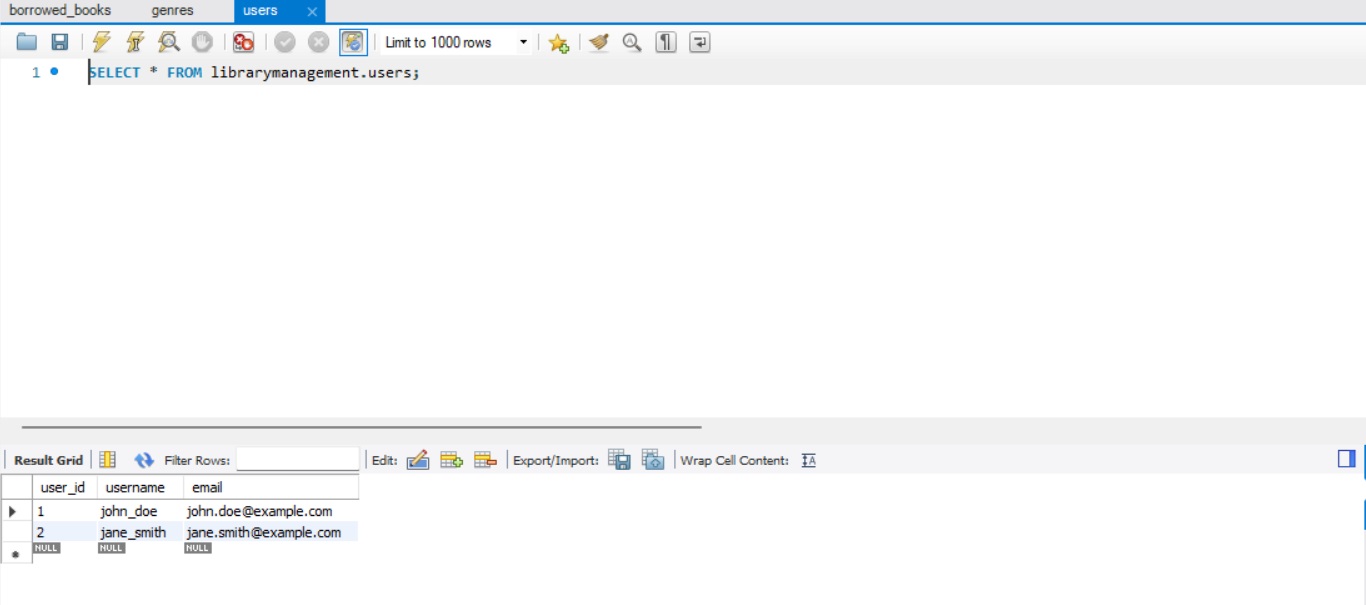 borrowed_books genres users
Limit to 1000 rows
1 SELECT * FROM librarymanagement.users;
Result Grid Filter Rows: Edit: Export/Import: Wrap Cell Content:
user_id username email
1 john_doe john.doe@example.com
2 jane_smith jane.smith@example.com
NULL NULL NULL